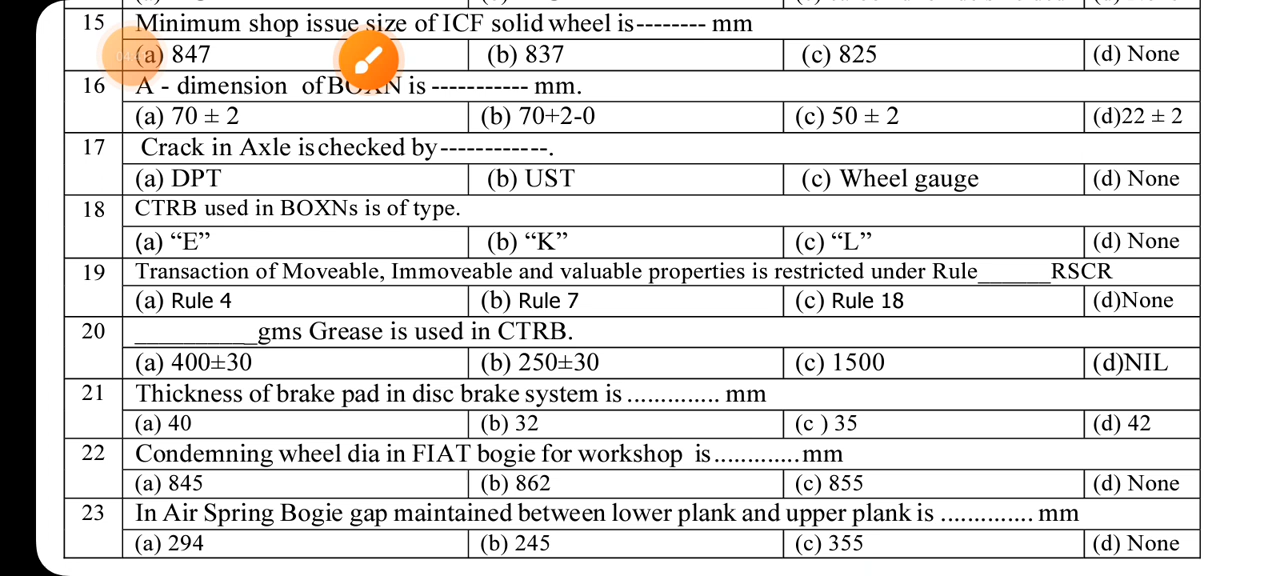 15 Minimum shop issue size of ICF solid wheel is-------- mm
(a) 847 (b) 837 (c) 825 (d) None
16 A - dimension of BOXN is ----------- mm.
(a) 70 ± 2 (b) 70+2-0 (c) 50 ± 2 (d)22 ± 2
17 Crack in Axle is checked by------------.
(a) DPT (b) UST (c) Wheel gauge (d) None
18 CTRB used in BOXNs is of type.
(a) “E” (b) “K” (c) “L” (d) None
19 Transaction of Moveable, Immoveable and valuable properties is restricted under Rule______RSCR
(a) Rule 4 (b) Rule 7 (c) Rule 18 (d)None
20 __________gms Grease is used in CTRB.
(a) 400±30 (b) 250±30 (c) 1500 (d)NIL
21 Thickness of brake pad in disc brake system is .............. mm
(a) 40 (b) 32 (c ) 35 (d) 42
22 Condemning wheel dia in FIAT bogie for workshop is.............mm
(a) 845 (b) 862 (c) 855 (d) None
23 In Air Spring Bogie gap maintained between lower plank and upper plank is .............. mm
(a) 294 (b) 245 (c) 355 (d) None